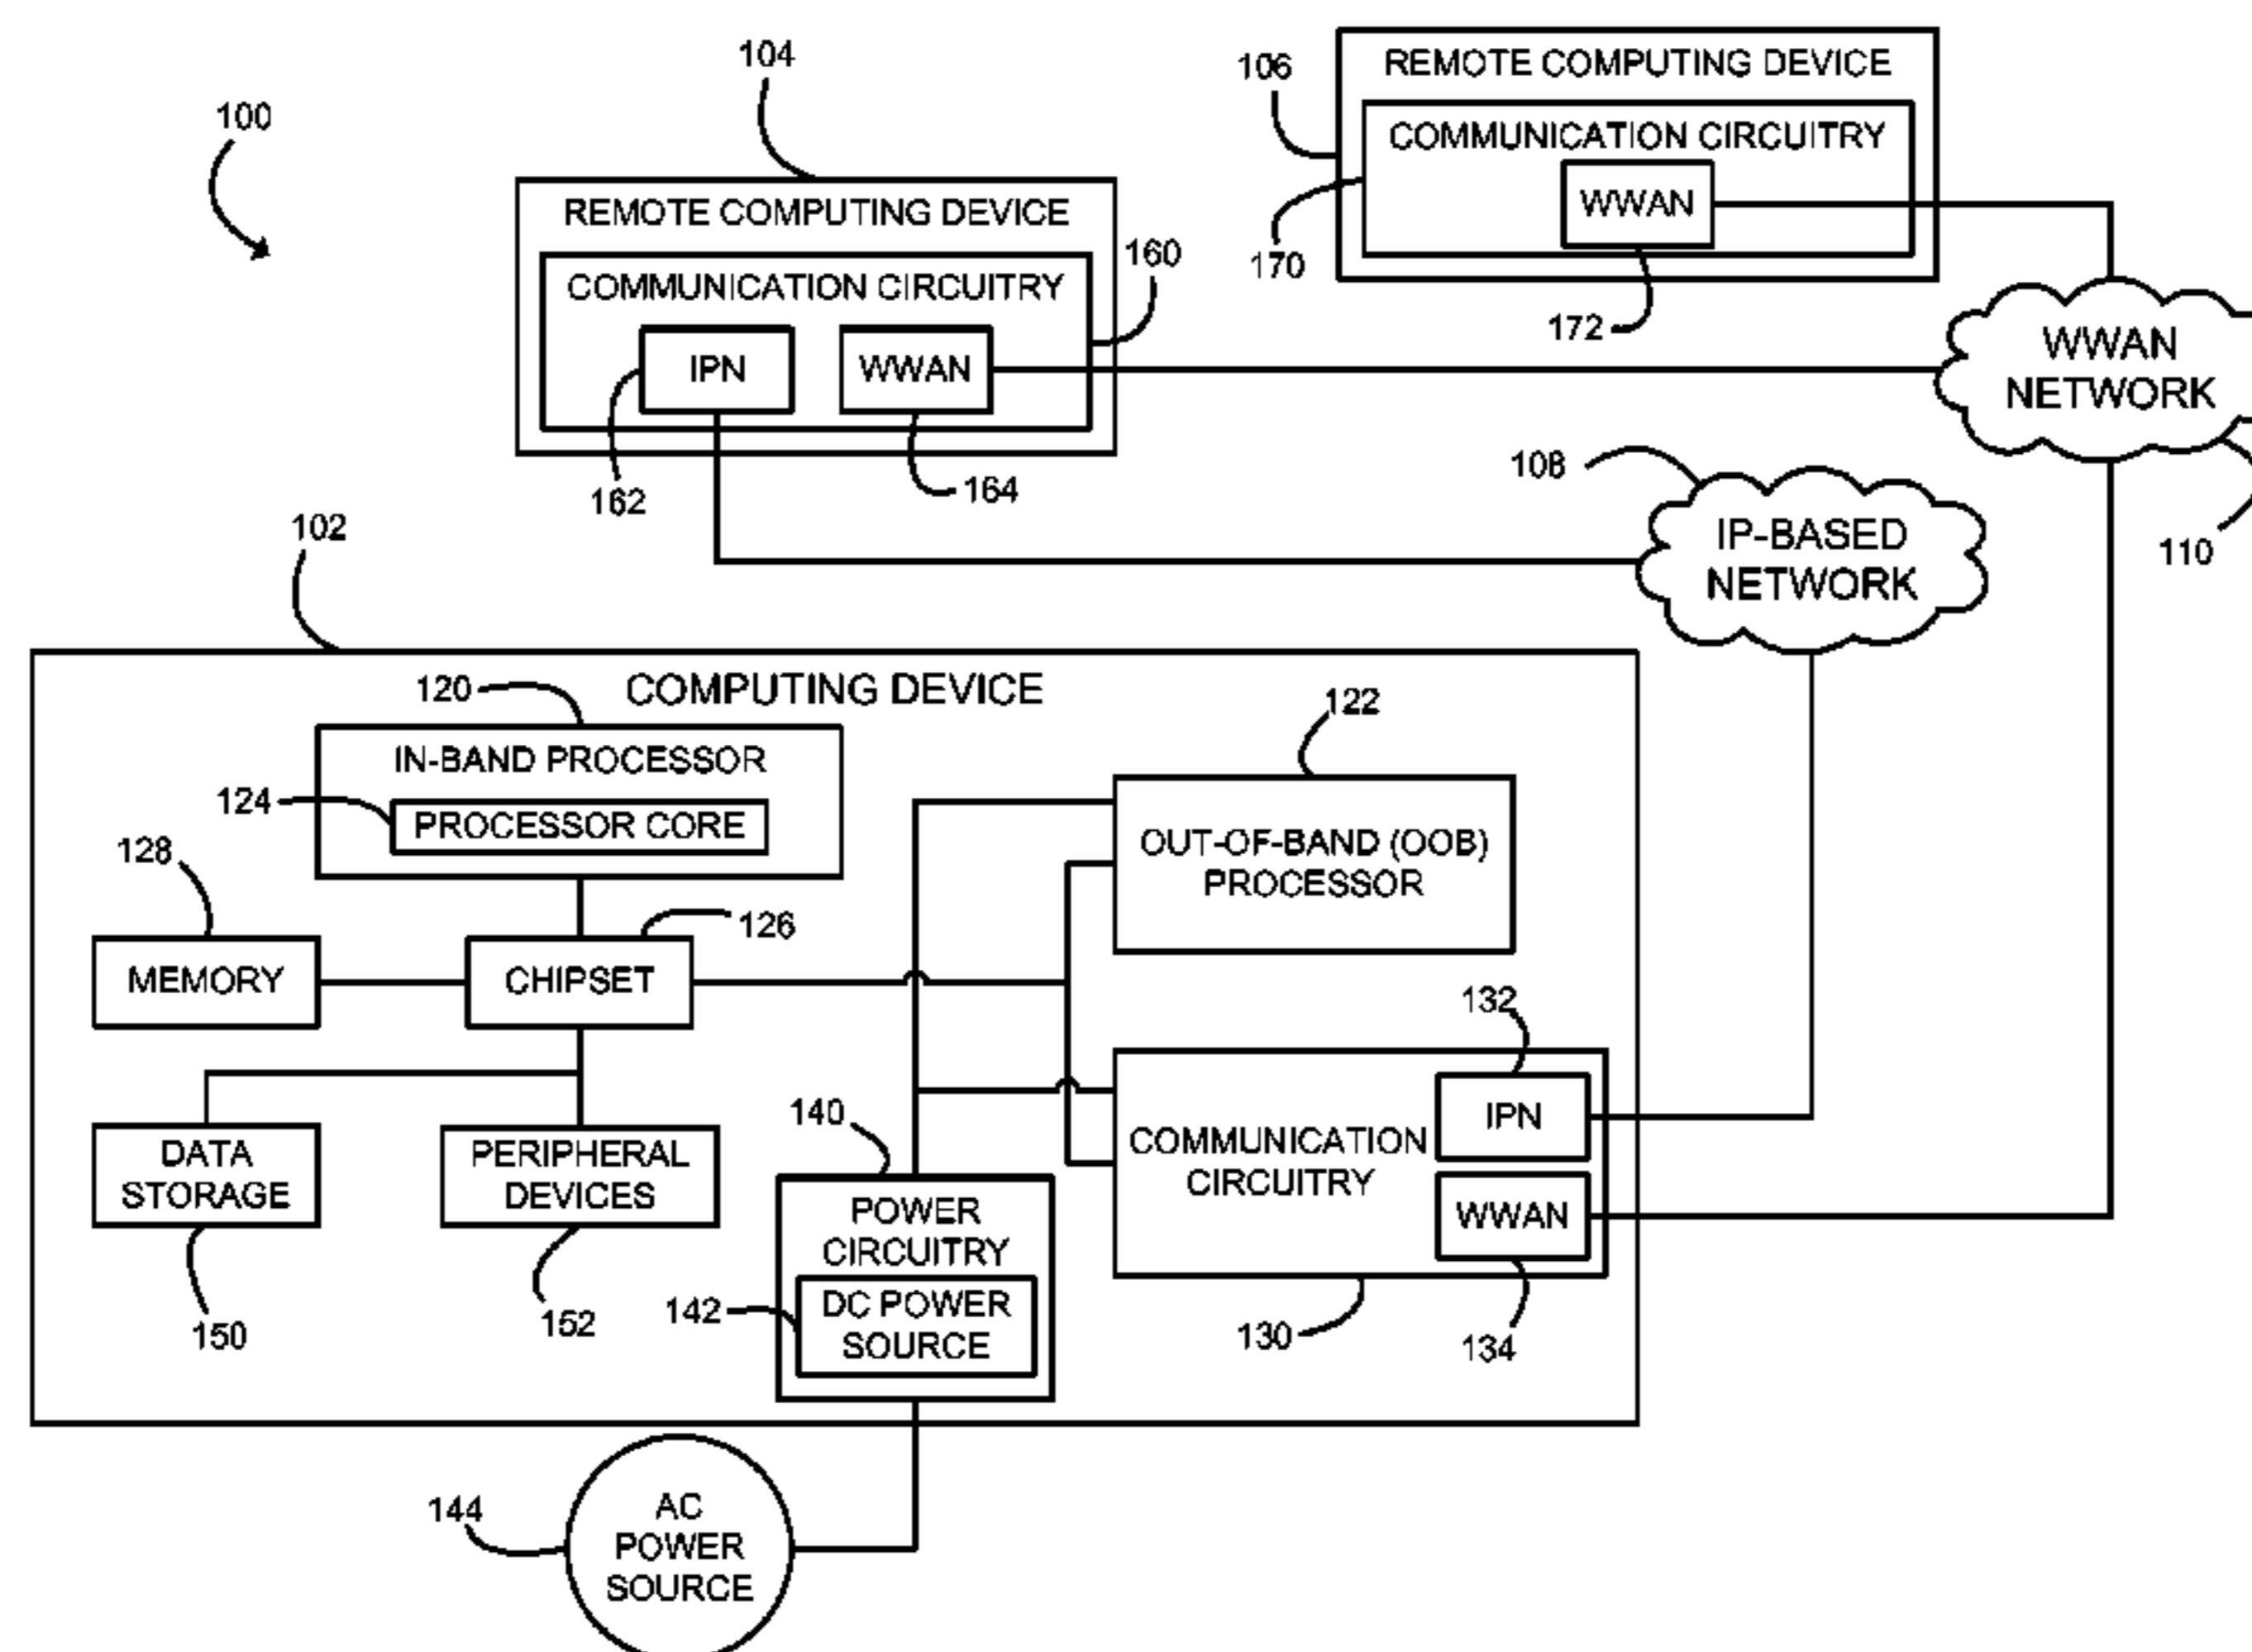 100
104
106
REMOTE COMPUTING DEVICE
COMMUNICATION CIRCUITRY
WWAN
170
172
REMOTE COMPUTING DEVICE
COMMUNICATION CIRCUITRY
160
IPN
WWAN
162
164
WWAN
NETWORK
110
108
IP-BASED
NETWORK
102
COMPUTING DEVICE
120
IN-BAND PROCESSOR
124
PROCESSOR CORE
122
OUT-OF-BAND (OOB)
PROCESSOR
128
MEMORY
126
CHIPSET
132
IPN
COMMUNICATION
CIRCUITRY
WWAN
130
134
DATA
STORAGE
150
PERIPHERAL
DEVICES
152
140
POWER
CIRCUITRY
142
DC POWER
SOURCE
144
AC
POWER
SOURCE